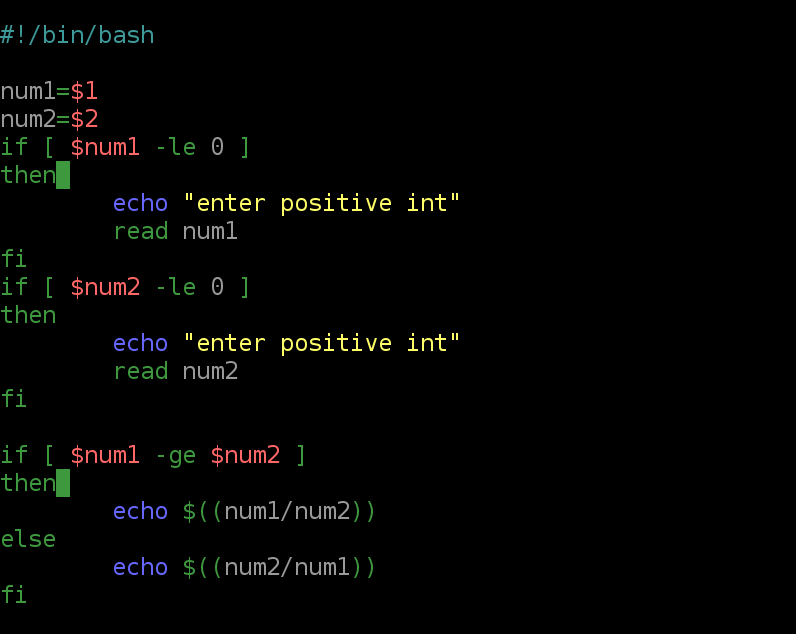 #!/bin/bash
num1=$1
num2=$2
if [ $num1 -le 0 ]
then
echo "enter positive int"
read num1
fi
if [ $num2 -le 0 ]
then
echo "enter positive int"
read num2
fi
if [ $num1 -ge $num2 ]
then
echo $((num1/num2))
else
echo $((num2/num1))
fi